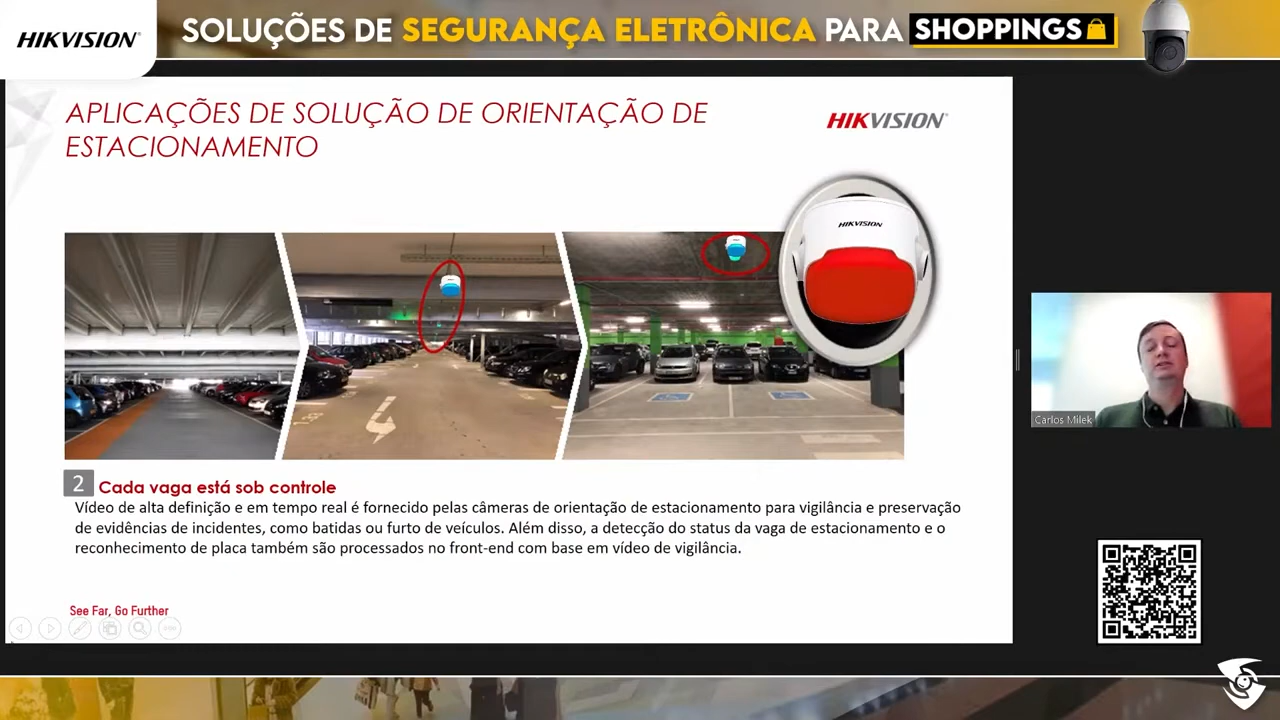 HIKVISION®
SOLUÇÕES DE SEGURANÇA ELETRÔNICA PARA SHOPPINGS
APLICAÇÕES DE SOLUÇÃO DE ORIENTAÇÃO DE
ESTACIONAMENTO
HIKVISION®
HIKVISION
2 Cada vaga está sob controle
Vídeo de alta definição e em tempo real é fornecido pelas câmeras de orientação de estacionamento para vigilância e preservação
de evidências de incidentes, como batidas ou furto de veículos. Além disso, a detecção do status da vaga de estacionamento e o
reconhecimento de placa também são processados no front-end com base em vídeo de vigilância.
See Far, Go Further
Carlos Milek